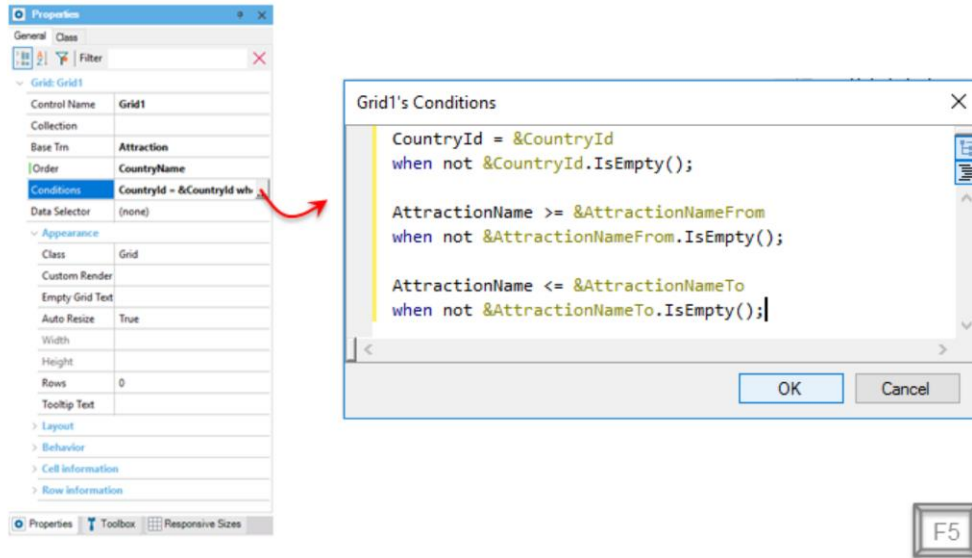 Properties
General Class
Filter
Grid: Grid1
Control Name Grid1
Collection
Base Trn Attraction
Order CountryName
Conditions CountryId = &CountryId whe
Data Selector (none)
Appearance
Class Grid
Custom Render
Empty Grid Text
Auto Resize True
Width
Height
Rows 0
Tooltip Text
Layout
Behavior
Cell information
Row information
Properties Toolbox Responsive Sizes
Grid1's Conditions
CountryId = &CountryId
when not &CountryId.IsEmpty();
AttractionName >= &AttractionNameFrom
when not &AttractionNameFrom.IsEmpty();
AttractionName <= &AttractionNameTo
when not &AttractionNameTo.IsEmpty();
OK Cancel
F5